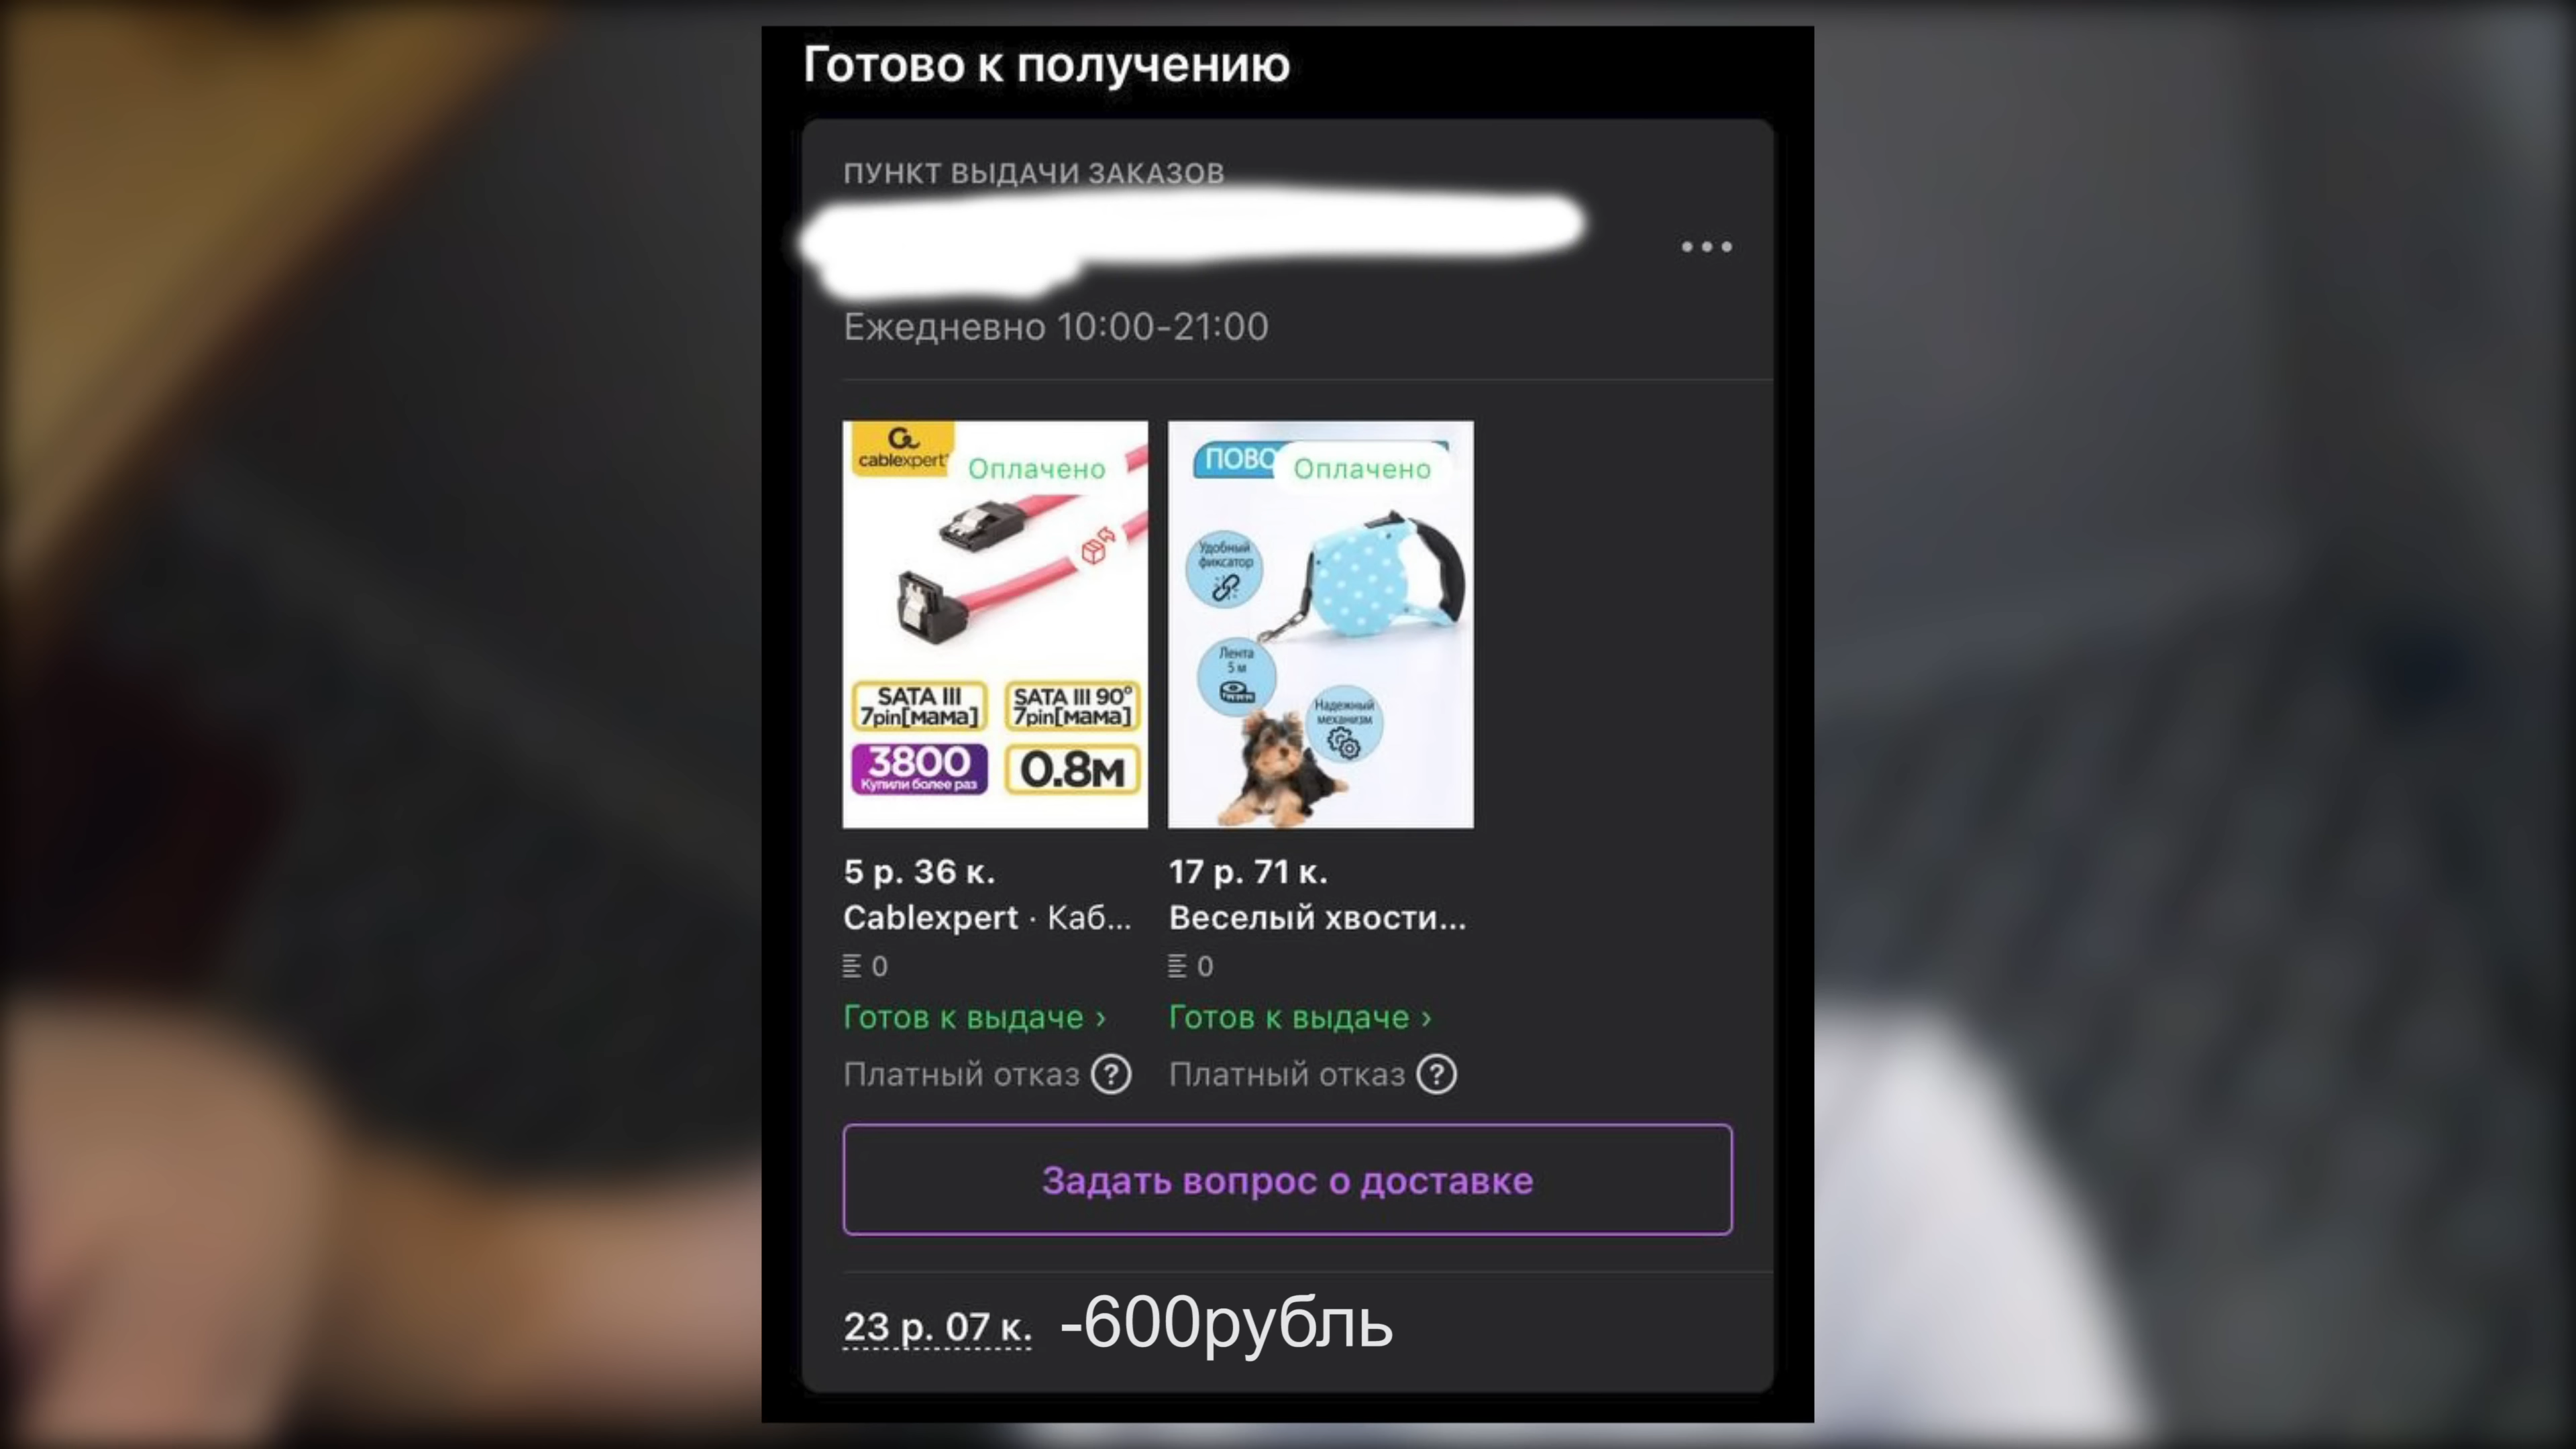 Готово к получению
ПУНКТ ВЫДАЧИ ЗАКАЗОВ
Ежедневно 10:00-21:00
cablexpert
Оплачено
SATA III
7pin[мама]
SATA III 90°
7pin[мама]
3800
Купили более раз
0.8м
ПОВО
Оплачено
Удобный
фиксатор
Лента
5 м
Надежный
механизм
5 р. 36 к.
Cablexpert · Каб...
0
Готов к выдаче ›
Платный отказ ?
17 р. 71 к.
Веселый хвости...
0
Готов к выдаче ›
Платный отказ ?
Задать вопрос о доставке
23 р. 07 к. -600рубль